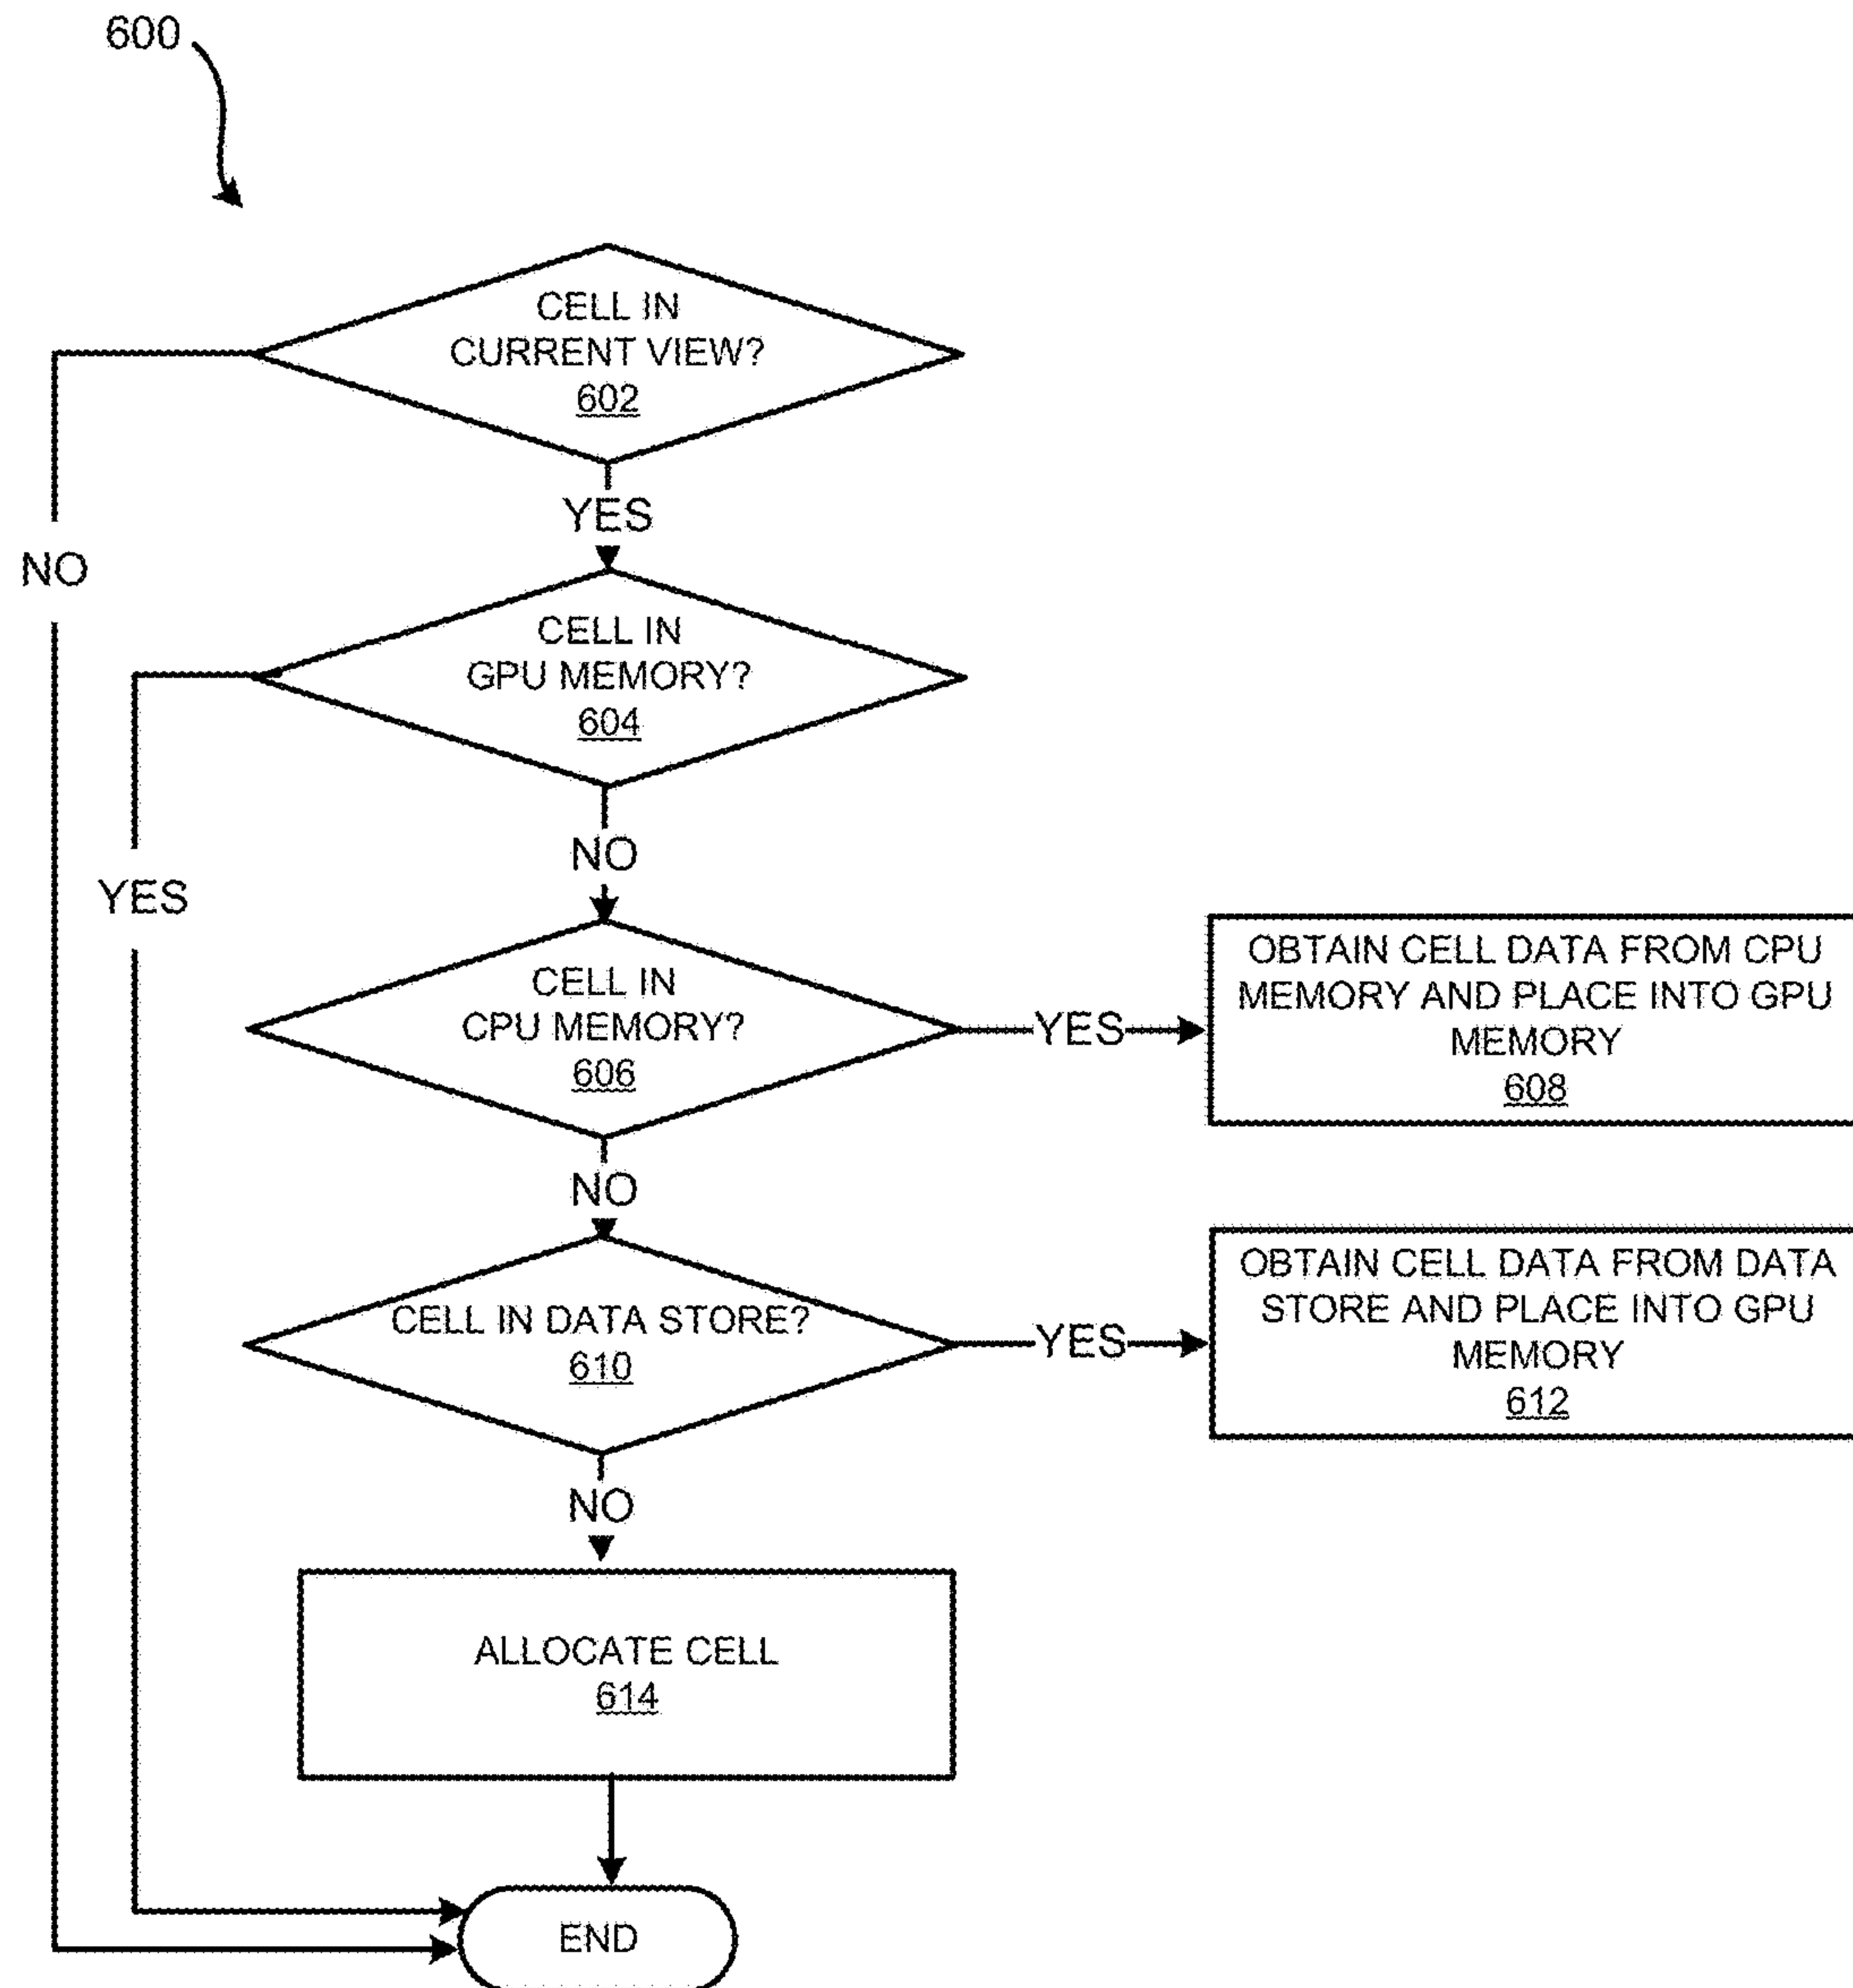 600
CELL IN
CURRENT VIEW?
602
YES
NO
CELL IN
GPU MEMORY?
604
NO
YES
CELL IN
CPU MEMORY?
606
YES
OBTAIN CELL DATA FROM CPU
MEMORY AND PLACE INTO GPU
MEMORY
608
NO
CELL IN DATA STORE?
610
YES
OBTAIN CELL DATA FROM DATA
STORE AND PLACE INTO GPU
MEMORY
612
NO
ALLOCATE CELL
614
END